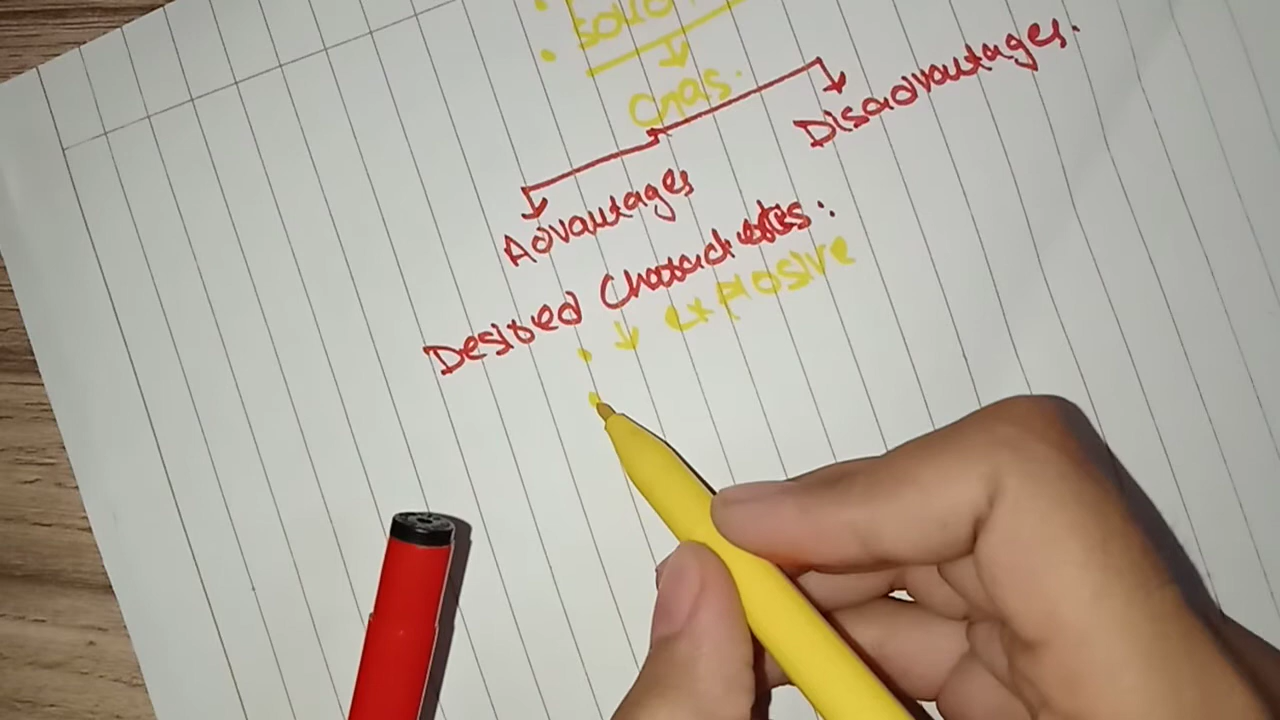 Gas.
Disadvantages.
Advantages
Desired Characteristics:
↓ explosive